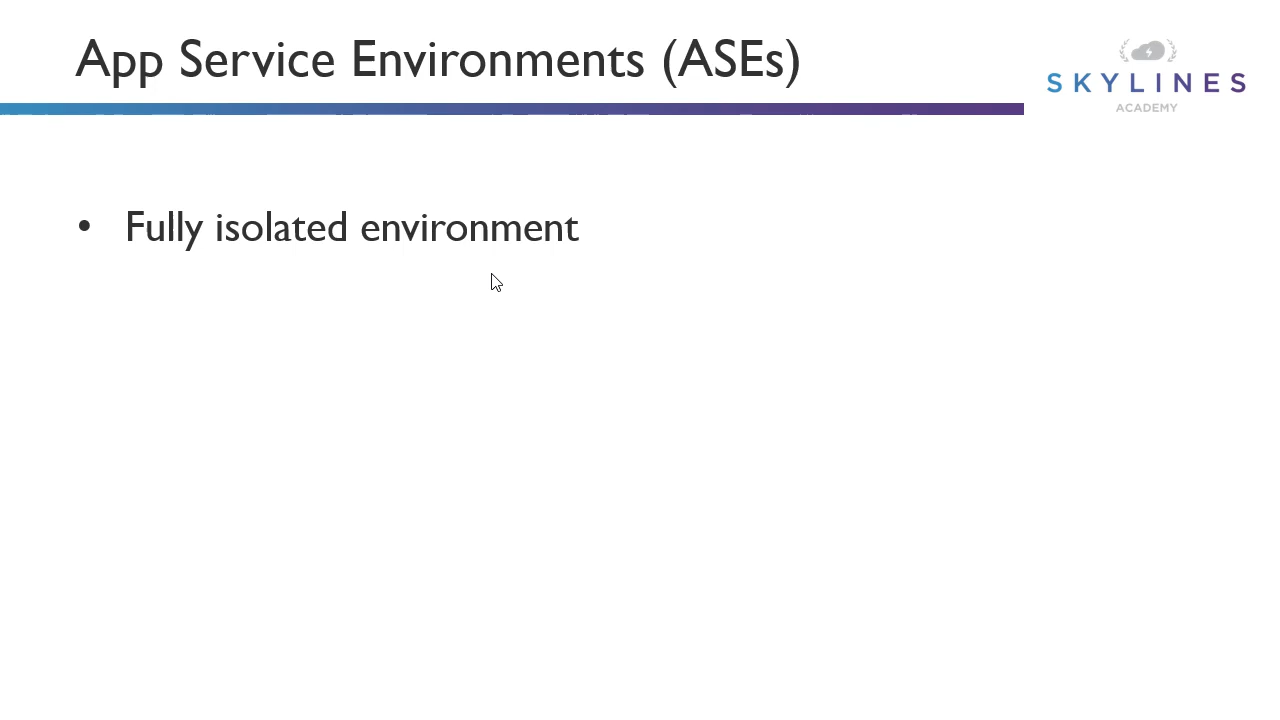 App Service Environments (ASEs)
SKYLINES
ACADEMY
• Fully isolated environment